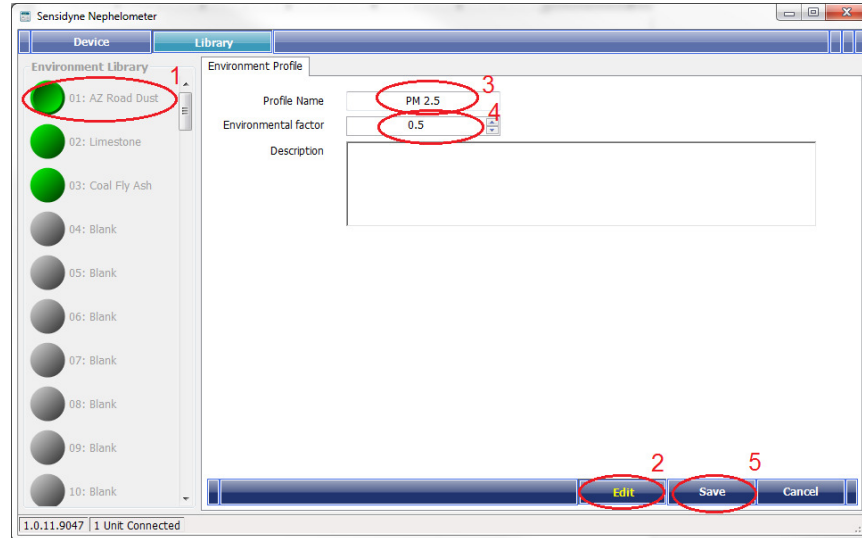 Sensidyne Nephelometer
Device Library
Environment Library
1
01: AZ Road Dust
02: Limestone
03: Coal Fly Ash
04: Blank
05: Blank
06: Blank
07: Blank
08: Blank
09: Blank
10: Blank
Environment Profile
Profile Name PM 2.5 3
Environmental factor 0.5 4
Description
2 5
Edit Save Cancel
1.0.11.9047 1 Unit Connected